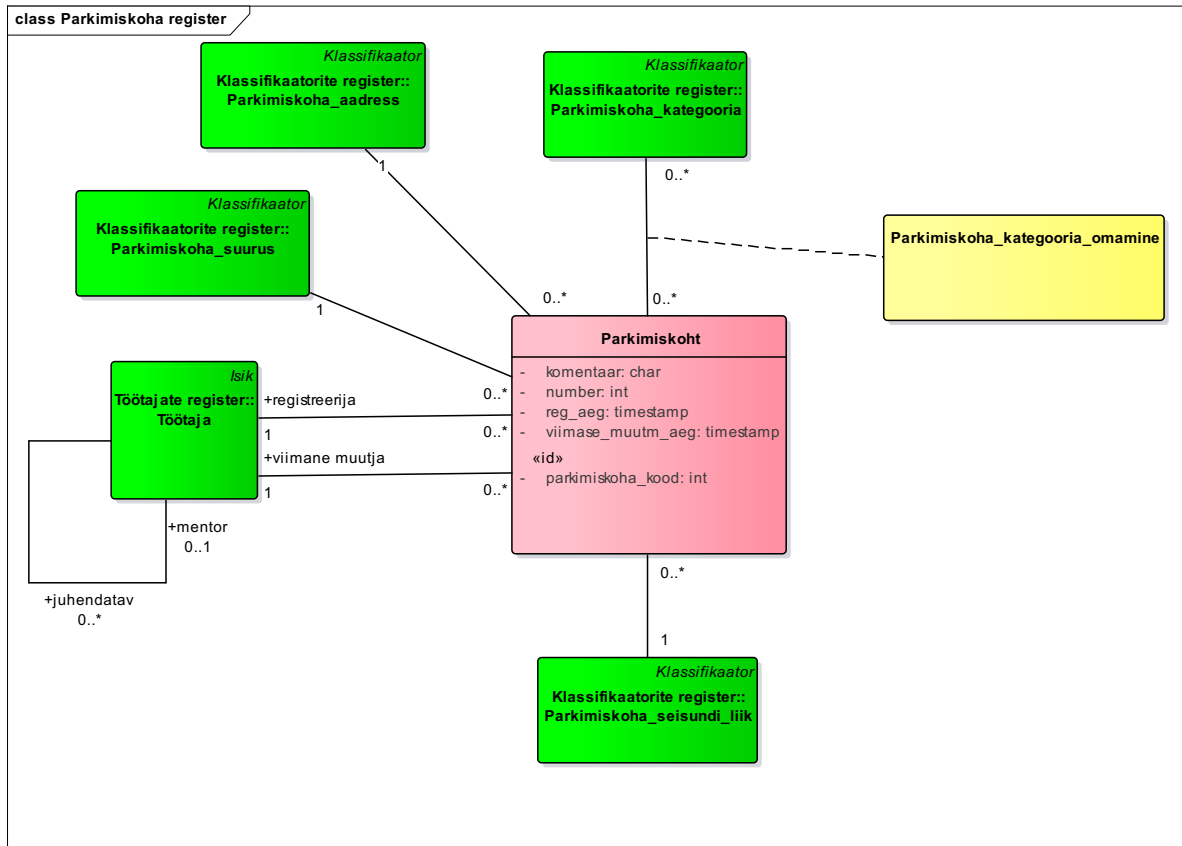 class Parkimiskoha register
Klassifikaator
Klassifikaatorite register::
Parkimiskoha_aadress
Klassifikaator
Klassifikaatorite register::
Parkimiskoha_kategooria
1
0..*
Klassifikaator
Klassifikaatorite register::
Parkimiskoha_suurus
Parkimiskoha_kategooria_omamine
1
0..*
0..*
Parkimiskoht
- komentaar: char
- number: int
- reg_aeg: timestamp
- viimase_muutm_aeg: timestamp
«id»
- parkimiskoha_kood: int
Isik
Töötajate register::
Töötaja
+registreerija
0..*
1
0..*
+viimane muutja
1
0..*
+mentor
0..1
+juhendatav
0..*
0..*
1
Klassifikaator
Klassifikaatorite register::
Parkimiskoha_seisundi_liik